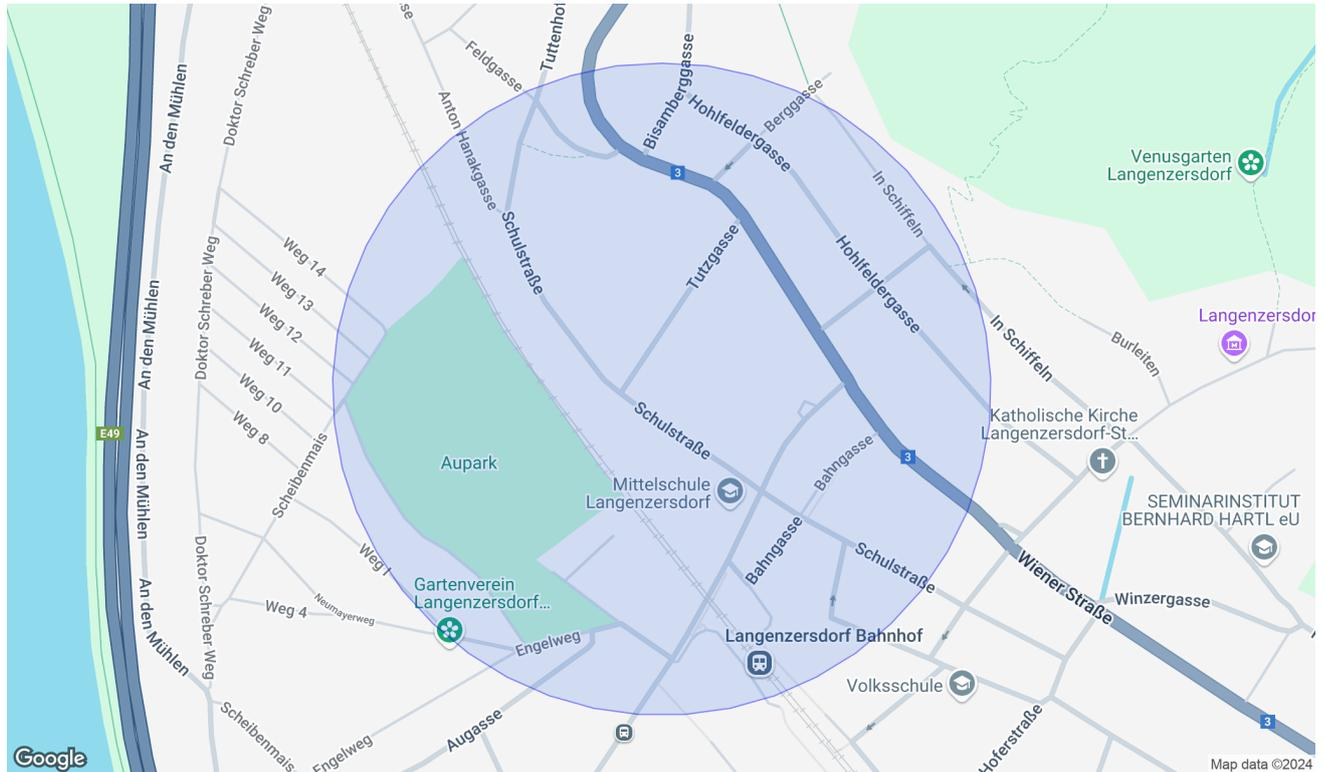 Tuttenhof
Doktor Schreber Weg
An den Mühlen
Feldgasse
Bisamberggasse
Hohlfeldergasse
Berggasse
Anton Hanakgasse
3
Venusgarten
Langenzersdorf
In Schiffeln
Schulstraße
Tutzgasse
Hohlfeldergasse
Weg 14
Weg 13
Weg 12
Weg 11
Weg 10
Weg 8
Doktor Schreber Weg
An den Mühlen
In Schiffeln
Burleiten
Langenzersdor
Schulstraße
Katholische Kirche
Langenzersdorf-St...
E49
An den Mühlen
Scheibenmais
Aupark
Bahngasse
3
Mittelschule
Langenzersdorf
SEMINARINSTITUT
BERNHARD HARTL eU
Bahngasse
Schulstraße
Wiener Straße
Winzergasse
Doktor Schreber Weg
Weg I
Weg 4
Neumayerweg
Gartenverein
Langenzersdorf...
Engelweg
An den Mühlen
Langenzersdorf Bahnhof
Volksschule
Scheibenmais
Engelweg
Augasse
Hoferstraße
3
Google
Map data ©2024